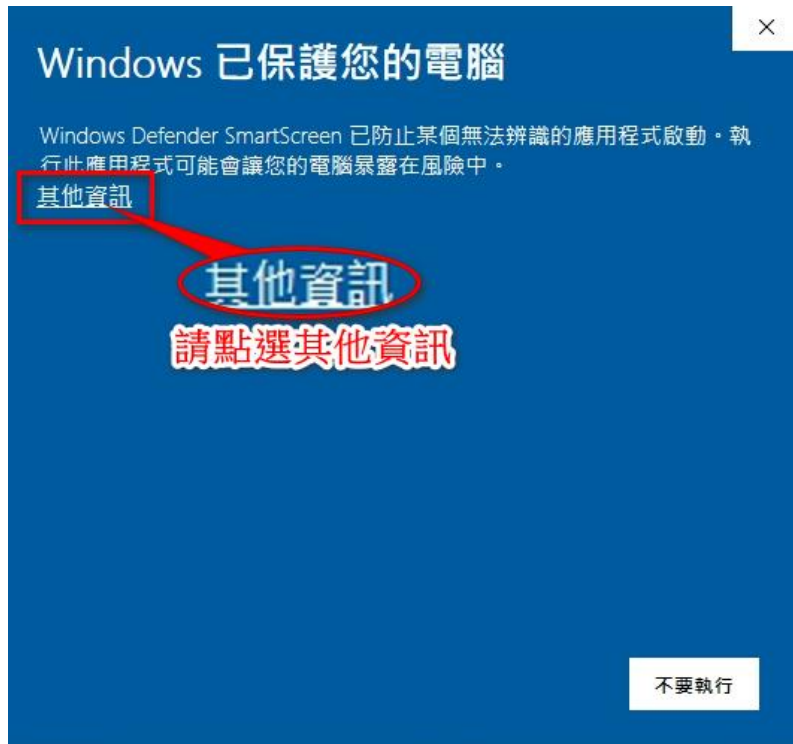 Windows 已保護您的電腦
Windows Defender SmartScreen 已防止某個無法辨識的應用程式啟動。執
行此應用程式可能會讓您的電腦暴露在風險中。
其他資訊
其他資訊
請點選其他資訊
不要執行